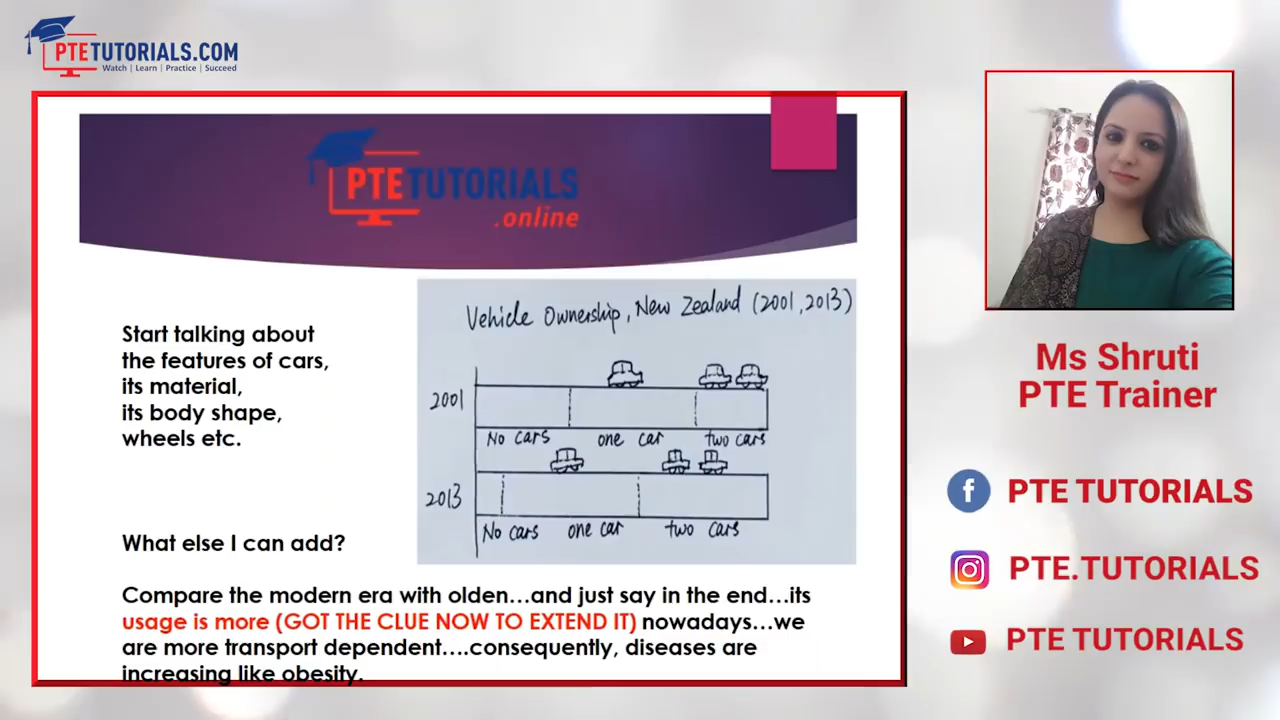 PTETUTORIALS.COM
Watch | Learn | Practice | Succeed
PTETUTORIALS
.online
Start talking about
the features of cars,
its material,
its body shape,
wheels etc.
Vehicle Ownership, New Zealand (2001, 2013)
2001
No cars one car two cars
2013
No cars one car two cars
What else I can add?
Compare the modern era with olden...and just say in the end...its
usage is more (GOT THE CLUE NOW TO EXTEND IT) nowadays...we
are more transport dependent....consequently, diseases are
increasing like obesity.
Ms Shruti
PTE Trainer
f PTE TUTORIALS
PTE.TUTORIALS
PTE TUTORIALS